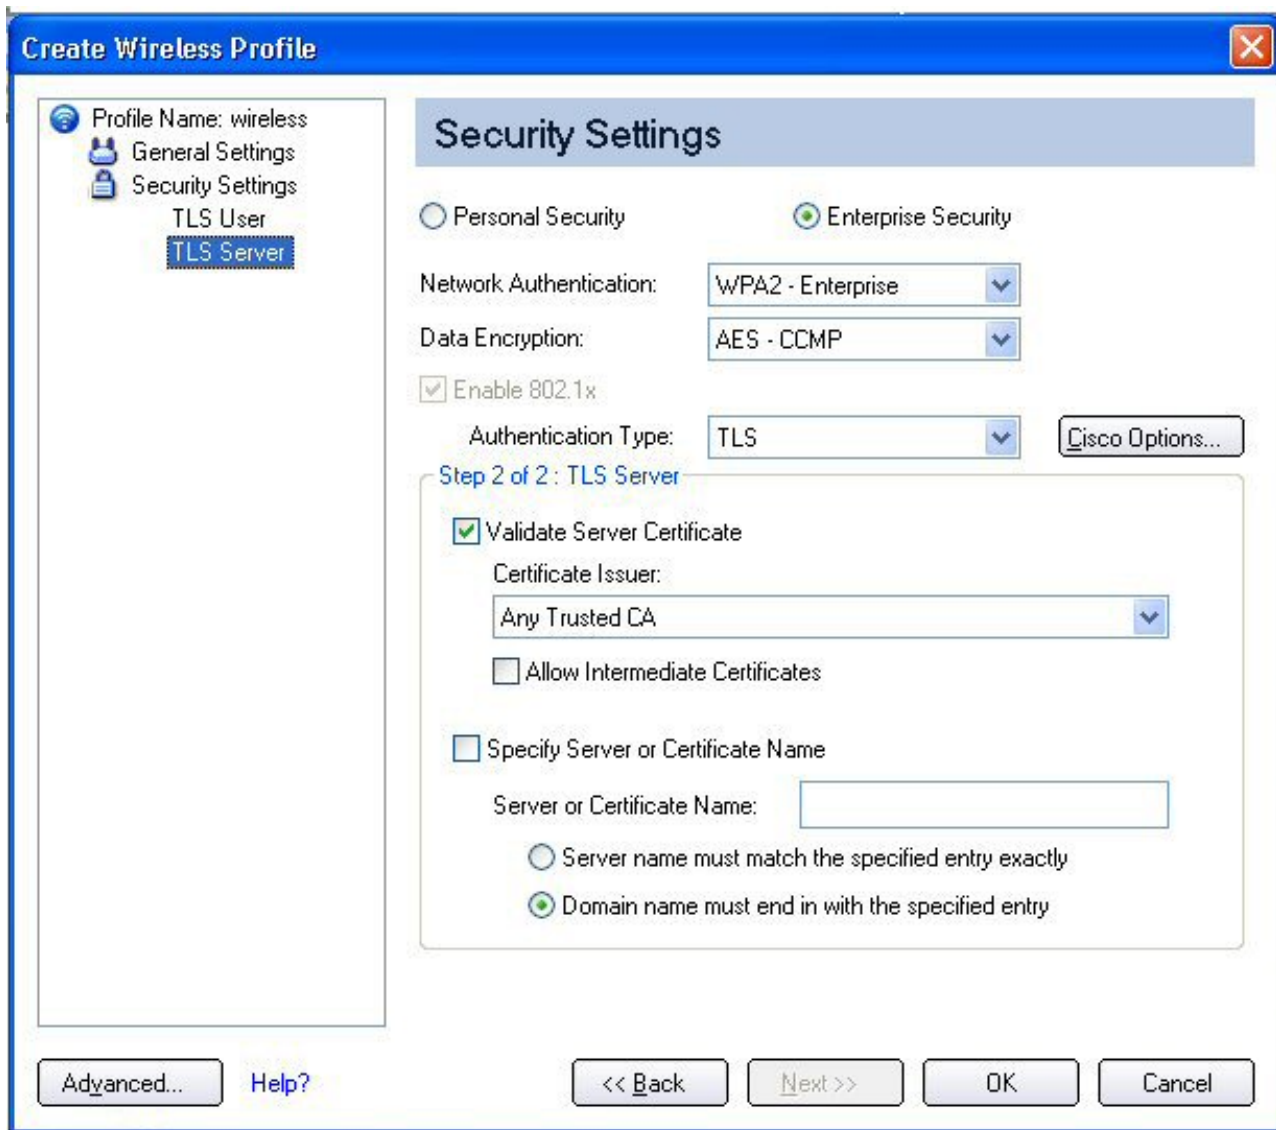 Create Wireless Profile
Profile Name: wireless
General Settings
Security Settings
TLS User
TLS Server
Security Settings
Personal Security
Enterprise Security
Network Authentication:
WPA2 - Enterprise
Data Encryption:
AES - CCMP
Enable 802.1x
Authentication Type:
TLS
Cisco Options...
Step 2 of 2 : TLS Server
Validate Server Certificate
Certificate Issuer:
Any Trusted CA
Allow Intermediate Certificates
Specify Server or Certificate Name
Server or Certificate Name:
Server name must match the specified entry exactly
Domain name must end in with the specified entry
Advanced...
Help?
<< Back
Next >>
OK
Cancel